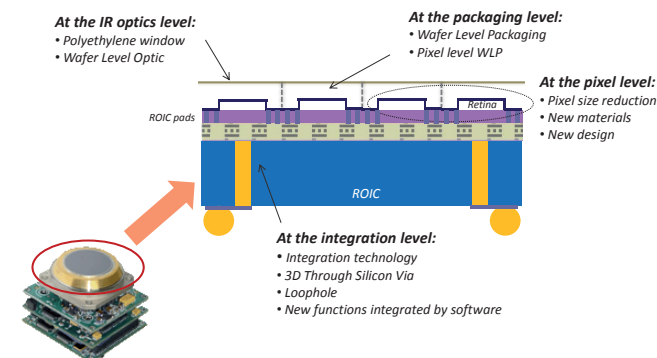 At the IR optics level:
• Polyethylene window
• Wafer Level Optic
At the packaging level:
• Wafer Level Packaging
• Pixel level WLP
At the pixel level:
• Pixel size reduction
• New materials
• New design
ROIC pads
Retina
ROIC
At the integration level:
• Integration technology
• 3D Through Silicon Via
• Loophole
• New functions integrated by software